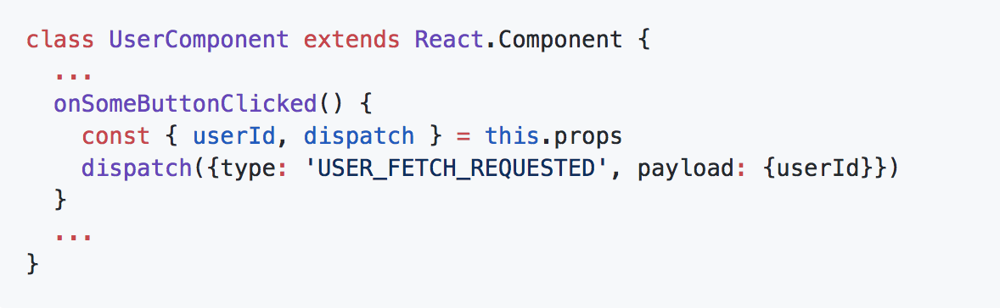 class UserComponent extends React.Component {
  ...
  onSomeButtonClicked() {
    const { userId, dispatch } = this.props
    dispatch({type: 'USER_FETCH_REQUESTED', payload: {userId}})
  }
  ...
}